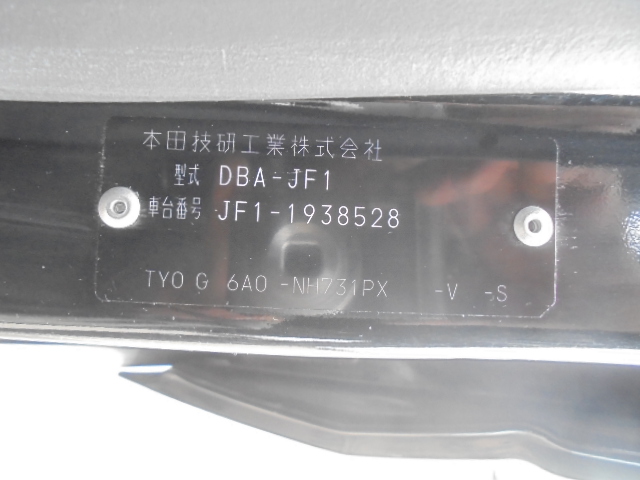 本田技研工業株式会社
型式 DBA-JF1
車台番号 JF1-1938528
TYO G 6A0 -NH731PX -V -S